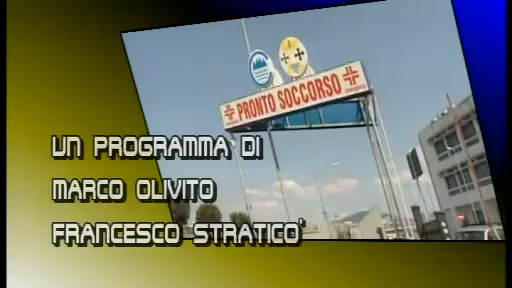 PRONTO SOCCORSO
UN PROGRAMMA DI
MARCO OLIVITO
FRANCESCO STRATICO'